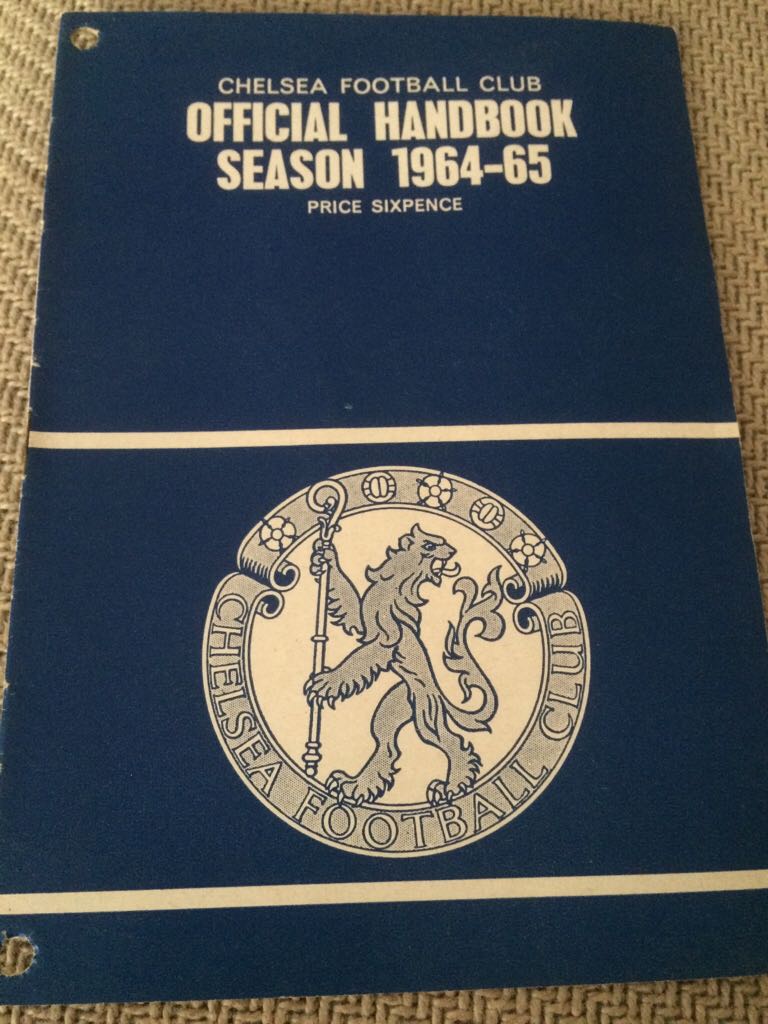 CHELSEA FOOTBALL CLUB
OFFICIAL HANDBOOK
SEASON 1964-65
PRICE SIXPENCE
CHELSEA FOOTBALL CLUB